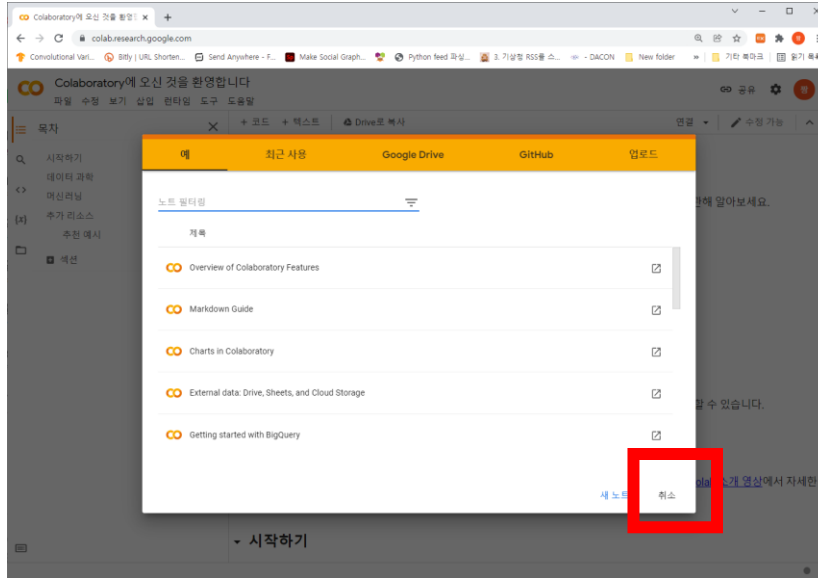 Colaboratory에 오신 것을 환영
colab.research.google.com
Convolutional Vari...
Bitly | URL Shorten...
Send Anywhere - F...
Make Social Graph...
Python feed 파싱...
3. 기상청 RSS를 스...
- DACON
New folder
»
기타 북마크
읽기 목록
Colaboratory에 오신 것을 환영합니다
파일 수정 보기 삽입 런타임 도구 도움말
공유
목차
+ 코드 + 텍스트
Drive로 복사
연결
수정 가능
시작하기
데이터 과학
머신러닝
추가 리소스
추천 예시
섹션
예
최근 사용
Google Drive
GitHub
업로드
노트 필터링
제목
Overview of Colaboratory Features
Markdown Guide
Charts in Colaboratory
External data: Drive, Sheets, and Cloud Storage
Getting started with BigQuery
새 노트
취소
해 알아보세요.
할 수 있습니다.
소개 영상에서 자세한
시작하기